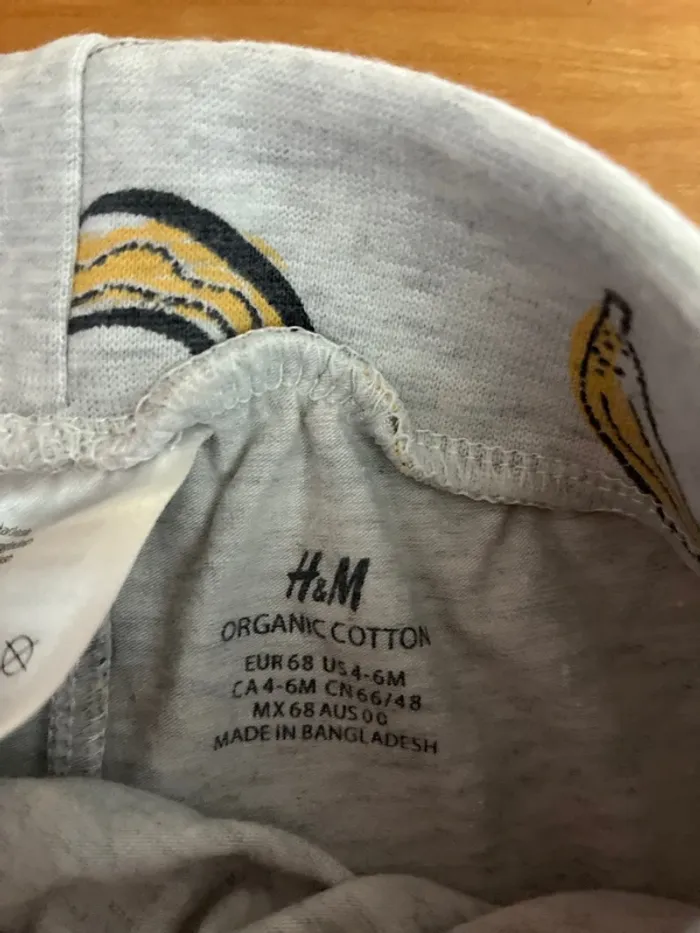 H&M
ORGANIC COTTON
EUR 68 US 4-6M
CA 4-6M CN 66/48
MX 68 AUS 00
MADE IN BANGLADESH